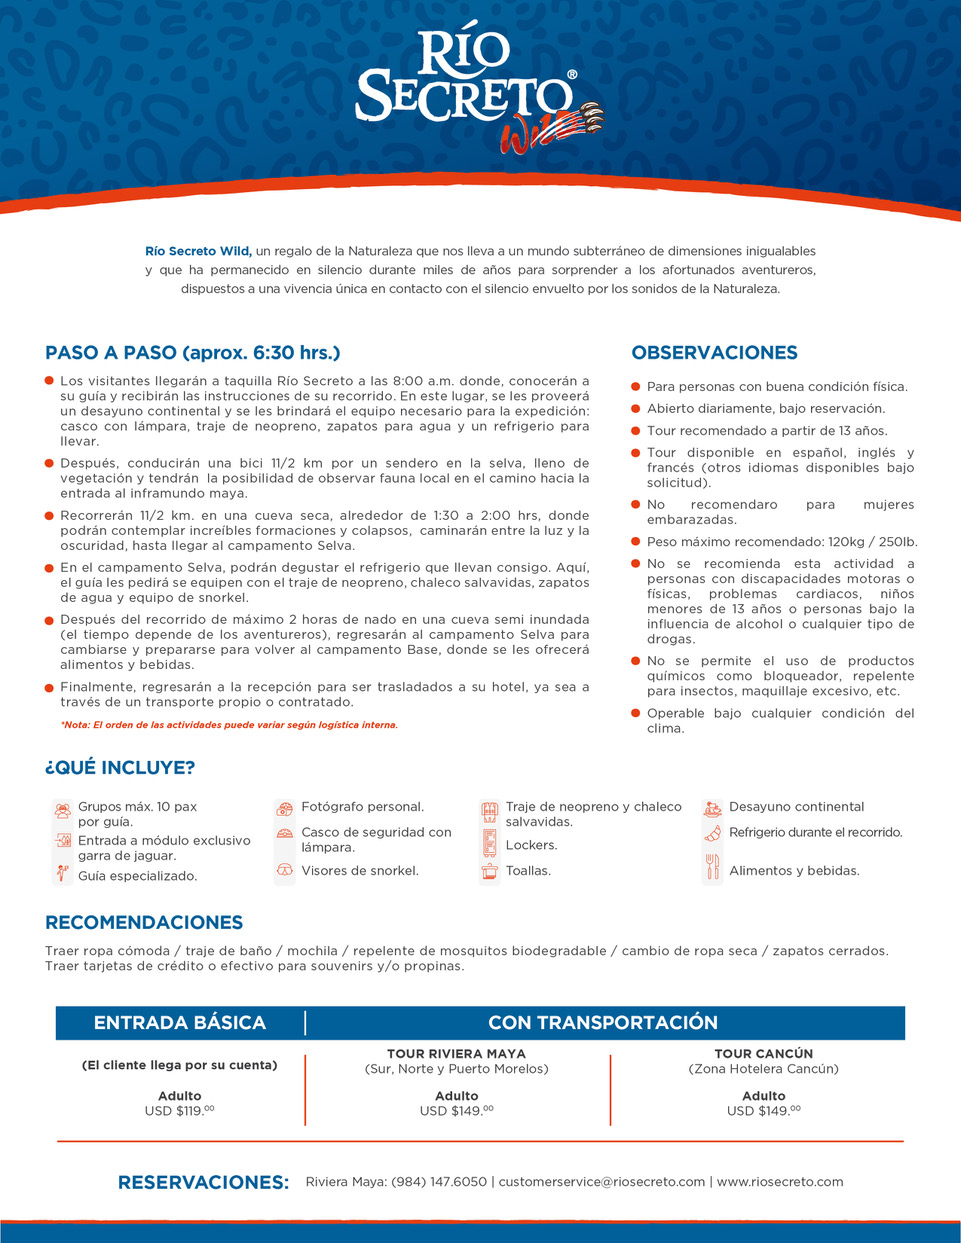 RÍO
SECRETO®
Wild
Río Secreto Wild, un regalo de la Naturaleza que nos lleva a un mundo subterráneo de dimensiones inigualables
y que ha permanecido en silencio durante miles de años para sorprender a los afortunados aventureros,
dispuestos a una vivencia única en contacto con el silencio envuelto por los sonidos de la Naturaleza.
PASO A PASO (aprox. 6:30 hrs.)
Los visitantes llegarán a taquilla Río Secreto a las 8:00 a.m. donde, conocerán a
su guía y recibirán las instrucciones de su recorrido. En este lugar, se les proveerá
un desayuno continental y se les brindará el equipo necesario para la expedición:
casco con lámpara, traje de neopreno, zapatos para agua y un refrigerio para
llevar.
Después, conducirán una bici 11/2 km por un sendero en la selva, lleno de
vegetación y tendrán la posibilidad de observar fauna local en el camino hacia la
entrada al inframundo maya.
Recorrerán 11/2 km. en una cueva seca, alrededor de 1:30 a 2:00 hrs, donde
podrán contemplar increíbles formaciones y colapsos, caminarán entre la luz y la
oscuridad, hasta llegar al campamento Selva.
En el campamento Selva, podrán degustar el refrigerio que llevan consigo. Aquí,
el guía les pedirá se equipen con el traje de neopreno, chaleco salvavidas, zapatos
de agua y equipo de snorkel.
Después del recorrido de máximo 2 horas de nado en una cueva semi inundada
(el tiempo depende de los aventureros), regresarán al campamento Selva para
cambiarse y prepararse para volver al campamento Base, donde se les ofrecerá
alimentos y bebidas.
Finalmente, regresarán a la recepción para ser trasladados a su hotel, ya sea a
través de un transporte propio o contratado.
*Nota: El orden de las actividades puede variar según logística interna.
OBSERVACIONES
Para personas con buena condición física.
Abierto diariamente, bajo reservación.
Tour recomendado a partir de 13 años.
Tour disponible en español, inglés y
francés (otros idiomas disponibles bajo
solicitud).
No recomendaro para mujeres
embarazadas.
Peso máximo recomendado: 120kg / 250lb.
No se recomienda esta actividad a
personas con discapacidades motoras o
físicas, problemas cardiacos, niños
menores de 13 años o personas bajo la
influencia de alcohol o cualquier tipo de
drogas.
No se permite el uso de productos
químicos como bloqueador, repelente
para insectos, maquillaje excesivo, etc.
Operable bajo cualquier condición del
clima.
¿QUÉ INCLUYE?
Grupos máx. 10 pax
por guía.
Entrada a módulo exclusivo
garra de jaguar.
Guía especializado.
Fotógrafo personal.
Casco de seguridad con
lámpara.
Visores de snorkel.
Traje de neopreno y chaleco
salvavidas.
Lockers.
Toallas.
Desayuno continental
Refrigerio durante el recorrido.
Alimentos y bebidas.
RECOMENDACIONES
Traer ropa cómoda / traje de baño / mochila / repelente de mosquitos biodegradable / cambio de ropa seca / zapatos cerrados.
Traer tarjetas de crédito o efectivo para souvenirs y/o propinas.
ENTRADA BÁSICA
(El cliente llega por su cuenta)
Adulto
USD $119.00
CON TRANSPORTACIÓN
TOUR RIVIERA MAYA
(Sur, Norte y Puerto Morelos)
Adulto
USD $149.00
TOUR CANCÚN
(Zona Hotelera Cancún)
Adulto
USD $149.00
RESERVACIONES: Riviera Maya: (984) 147.6050 | customerservice@riosecreto.com | www.riosecreto.com